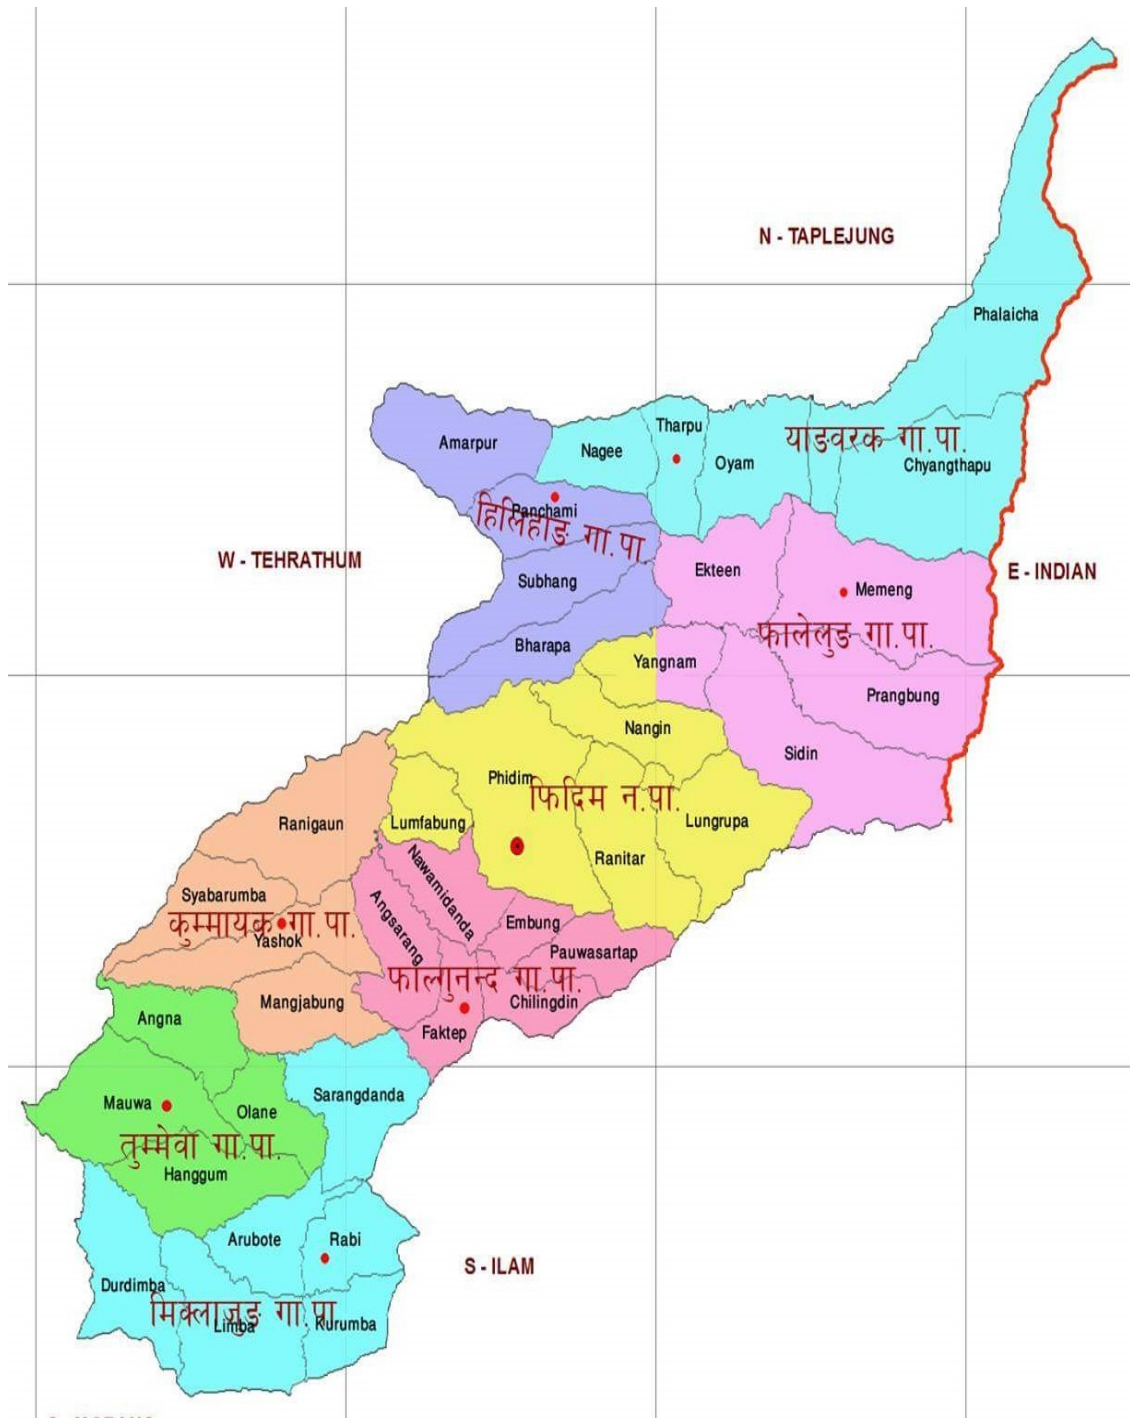 N - TAPLEJUNG
Phalaicha
Tharpu
Amarpur
Nagee
Oyam
याङवरक गा.पा.
Chyangthapu
Panchami
हिलिहाङ गा.पा.
W - TEHRATHUM
Subhang
Ekteen
Memeng
E - INDIAN
Bharapa
फालेलुङ गा.पा.
Yangnam
Prangbung
Nangin
Sidin
Phidim
फिदिम न.पा.
Ranigaun
Lumfabung
Lungrupa
Ranitar
Nawamidanda
Syabarumba
Angsarang
Embung
कुम्मायक गा.पा.
Yashok
Pauwasartap
फाल्गुनन्द गा.पा.
Mangjabung
Chilingdin
Angna
Faktep
Sarangdanda
Mauwa
Olane
तुम्मेवा गा.पा.
Hanggum
Arubote
Rabi
S - ILAM
Durdimba
मिक्लाजुङ गा.पा
Limba
Kurumba